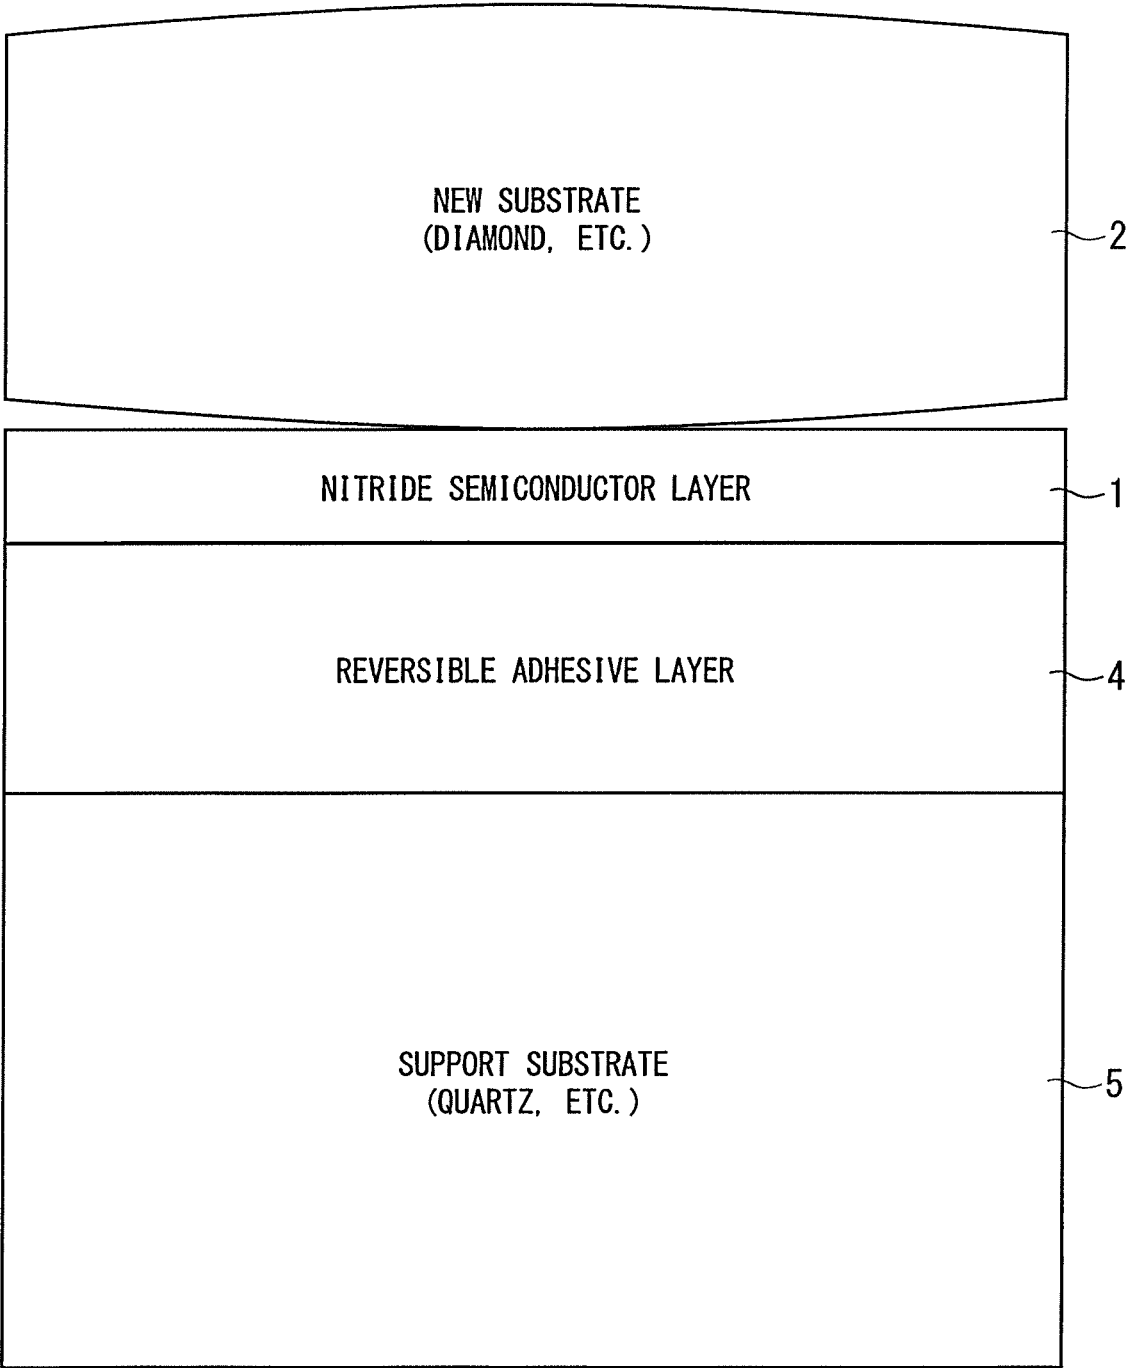 NEW SUBSTRATE
(DIAMOND, ETC.)
2
NITRIDE SEMICONDUCTOR LAYER
1
REVERSIBLE ADHESIVE LAYER
4
SUPPORT SUBSTRATE
(QUARTZ, ETC.)
5